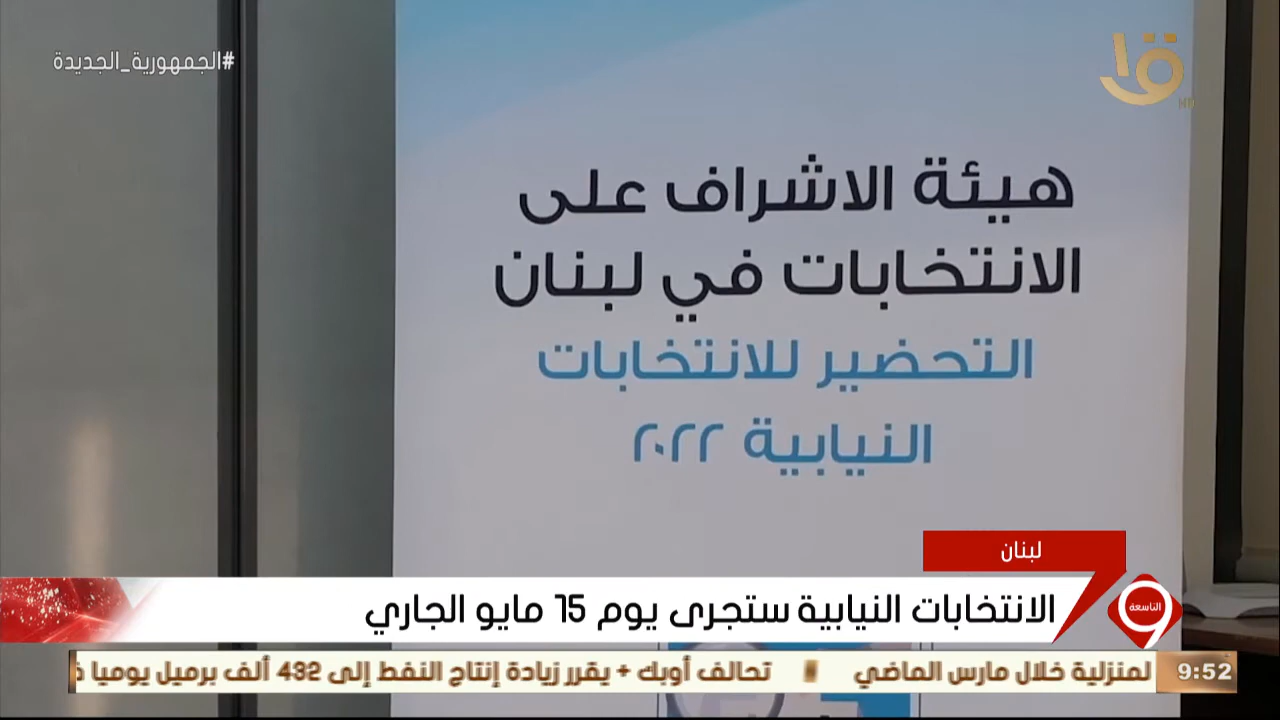 #الجمهورية_الجديدة
هيئة الاشراف على
الانتخابات في لبنان
التحضير للانتخابات
النيابية ٢٠٢٢
لبنان
الانتخابات النيابية ستجرى يوم 15 مايو الجاري
التاسعة
9
9:52
لمنزلية خلال مارس الماضي
تحالف أوبك + يقرر زيادة إنتاج النفط إلى 432 ألف برميل يوميا